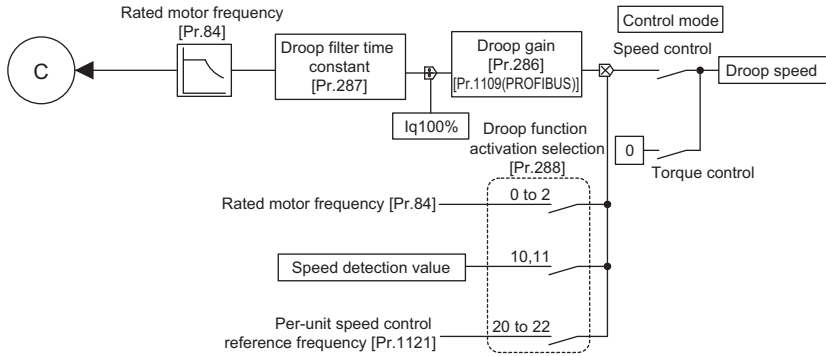 Rated motor frequency
[Pr.84]
C
Droop filter time
constant
[Pr.287]
Iq100%
Droop gain
[Pr.286]
[Pr.1109(PROFIBUS)]
Control mode
Speed control
Droop speed
0
Torque control
Droop function
activation selection
[Pr.288]
Rated motor frequency [Pr.84]
0 to 2
Speed detection value
10,11
Per-unit speed control
reference frequency [Pr.1121]
20 to 22